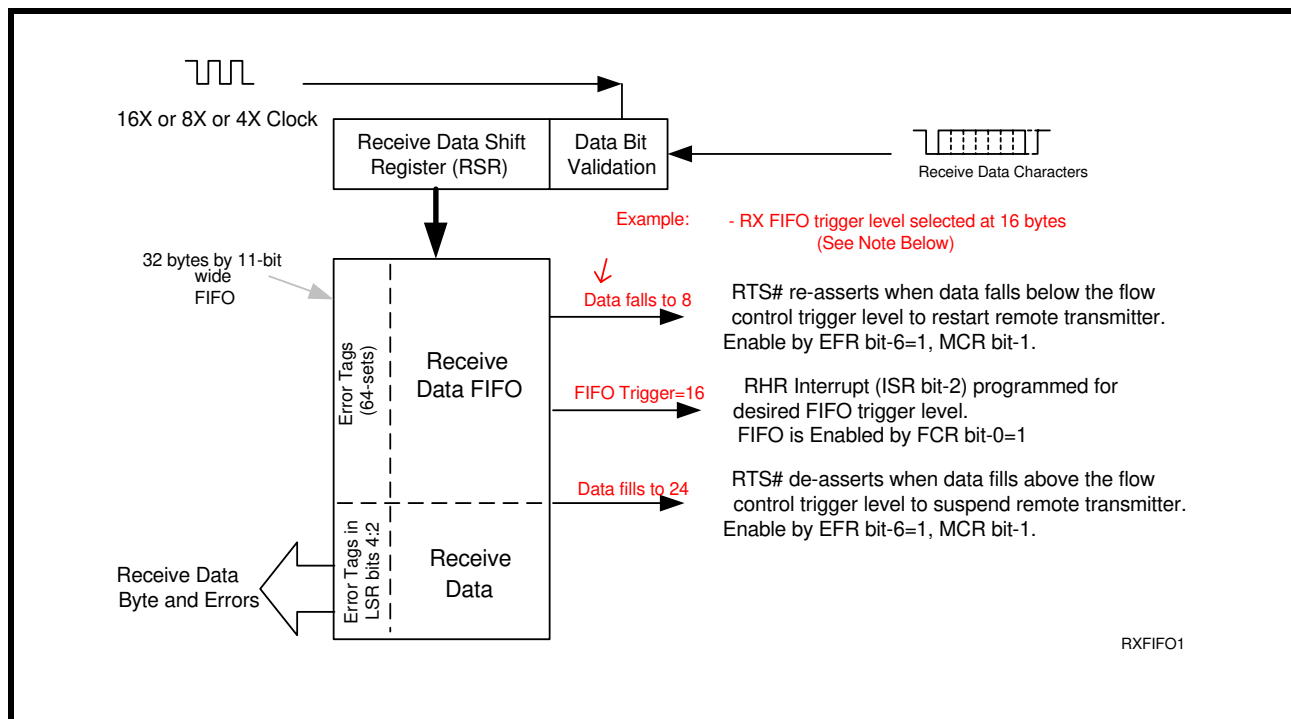 16X or 8X or 4X Clock
Receive Data Shift
Register (RSR)
Data Bit
Validation
Receive Data Characters
Example:
- RX FIFO trigger level selected at 16 bytes
(See Note Below)
32 bytes by 11-bit
wide
FIFO
Error Tags
(64-sets)
Receive
Data FIFO
Data falls to 8
RTS# re-asserts when data falls below the flow
control trigger level to restart remote transmitter.
Enable by EFR bit-6=1, MCR bit-1.
FIFO Trigger=16
RHR Interrupt (ISR bit-2) programmed for
desired FIFO trigger level.
FIFO is Enabled by FCR bit-0=1
Data fills to 24
RTS# de-asserts when data fills above the flow
control trigger level to suspend remote transmitter.
Enable by EFR bit-6=1, MCR bit-1.
Error Tags in
LSR bits 4:2
Receive
Data
Receive Data
Byte and Errors
RXFIFO1